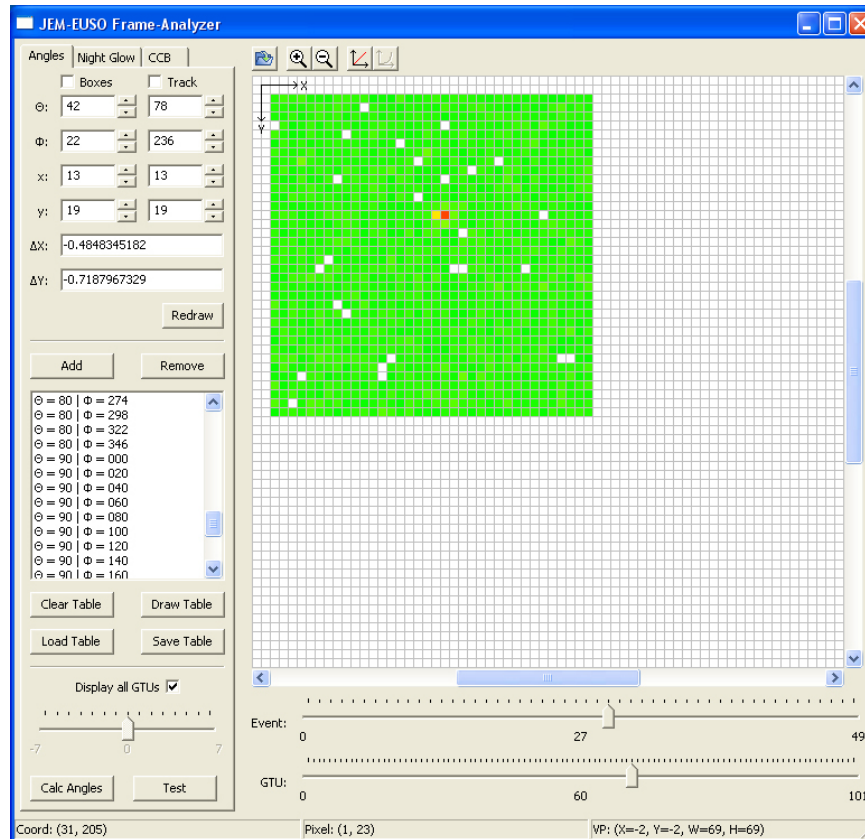 JEM-EUSO Frame-Analyzer
Angles Night Glow CCB
Boxes Track
Θ: 42 78
Φ: 22 236
x: 13 13
y: 19 19
ΔX: -0.4848345182
ΔY: -0.7187967329
Redraw
Add Remove
Θ = 80 | Φ = 274
Θ = 80 | Φ = 298
Θ = 80 | Φ = 322
Θ = 80 | Φ = 346
Θ = 90 | Φ = 000
Θ = 90 | Φ = 020
Θ = 90 | Φ = 040
Θ = 90 | Φ = 060
Θ = 90 | Φ = 080
Θ = 90 | Φ = 100
Θ = 90 | Φ = 120
Θ = 90 | Φ = 140
Θ = 90 | Φ = 160
Clear Table Draw Table
Load Table Save Table
Display all GTUs
-7 0 7
Calc Angles Test
X
Y
Event:
0 27 49
GTU:
0 60 101
Coord: (31, 205) Pixel: (1, 23) VP: (X=-2, Y=-2, W=69, H=69)